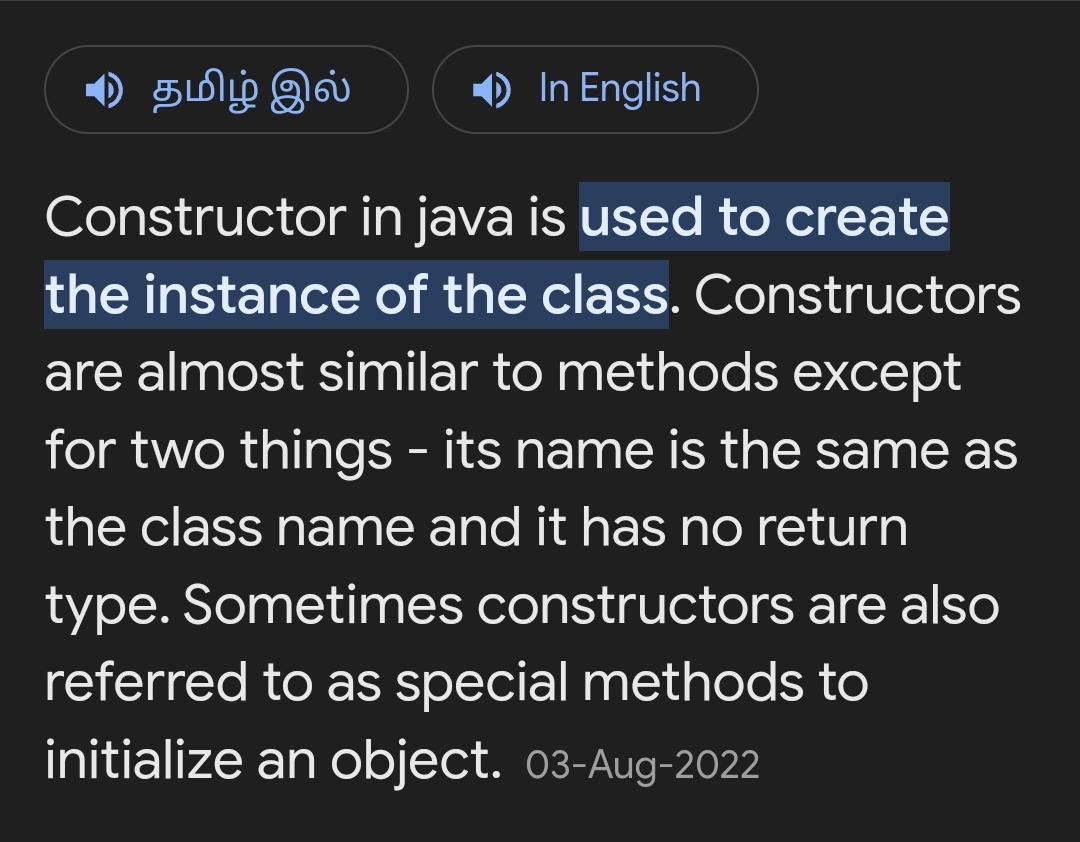 தமிழ் இல்
In English
Constructor in java is used to create
the instance of the class. Constructors
are almost similar to methods except
for two things - its name is the same as
the class name and it has no return
type. Sometimes constructors are also
referred to as special methods to
initialize an object. 03-Aug-2022